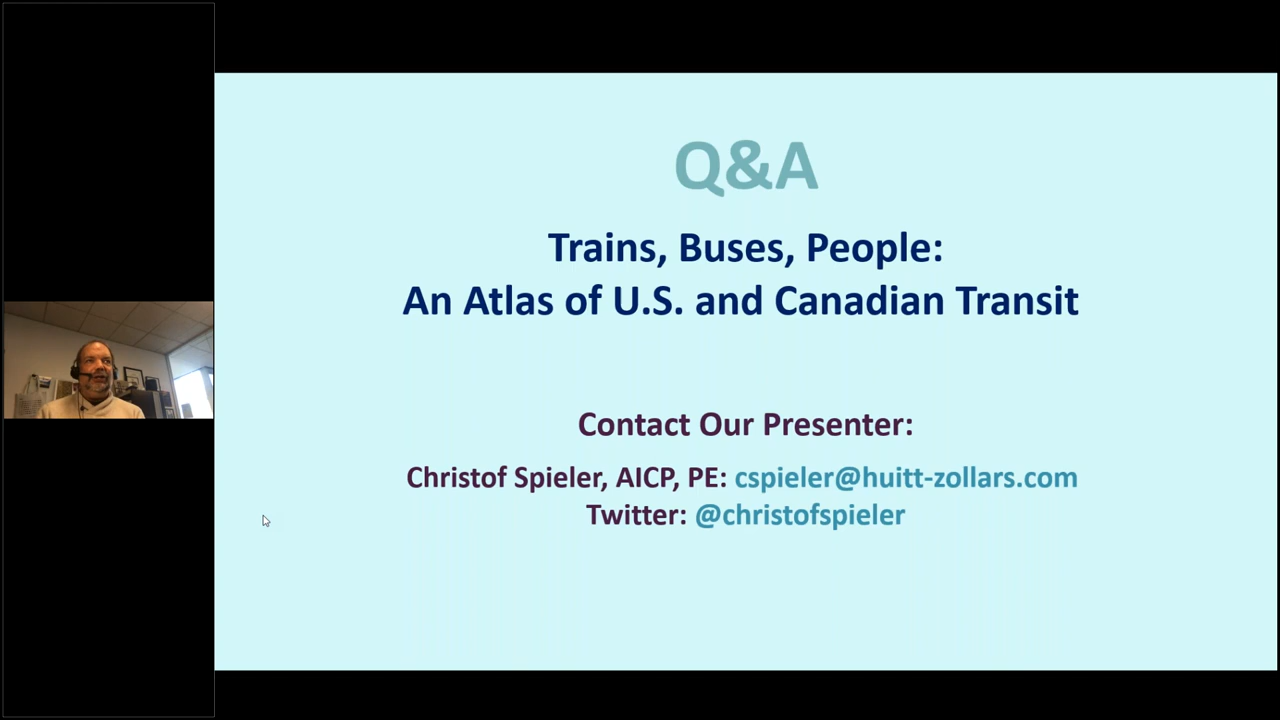 Q&A
Trains, Buses, People:
An Atlas of U.S. and Canadian Transit
Contact Our Presenter:
Christof Spieler, AICP, PE: cspieler@huitt-zollars.com
Twitter: @christofspieler